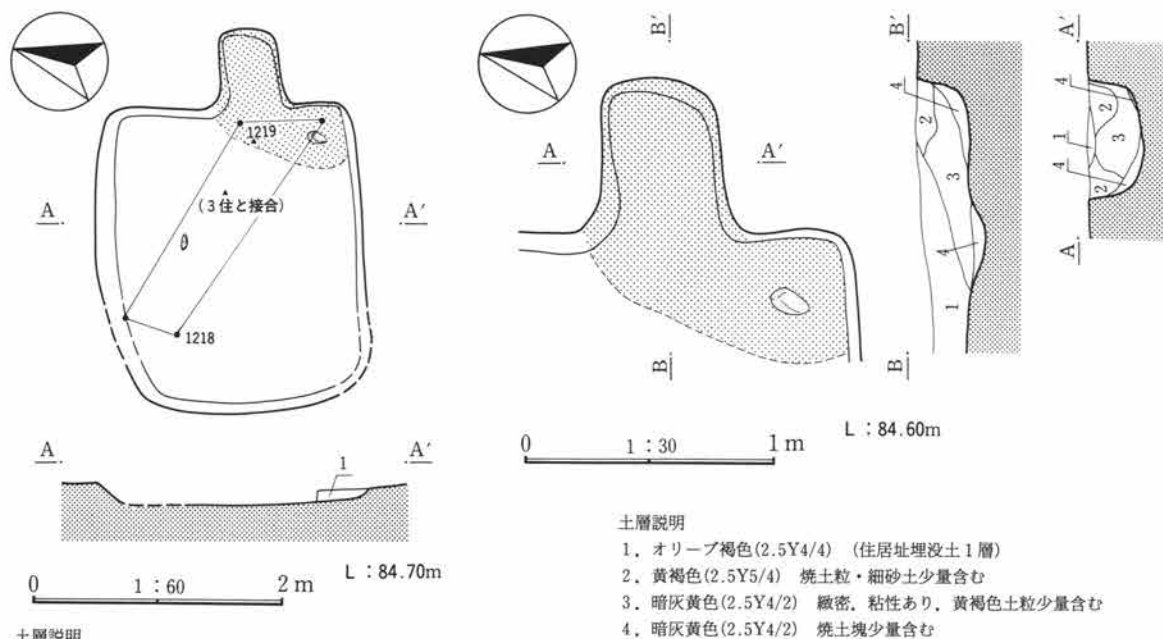 1219
(3住と接合)
A
A′
1218
A
A′
1
L：84.70m
0 1：60 2 m
土層説明
B′
A
A′
B
0 1：30 1 m
L：84.60m
B′
4
2
3
4
1
B
A′
4
2
1
3
4
2
A
土層説明
1．オリーブ褐色(2.5Y4/4) (住居址埋没土1層)
2．黄褐色(2.5Y5/4) 焼土粒・細砂土少量含む
3．暗灰黄色(2.5Y4/2) 緻密，粘性あり，黄褐色土粒少量含む
4．暗灰黄色(2.5Y4/2) 焼土塊少量含む